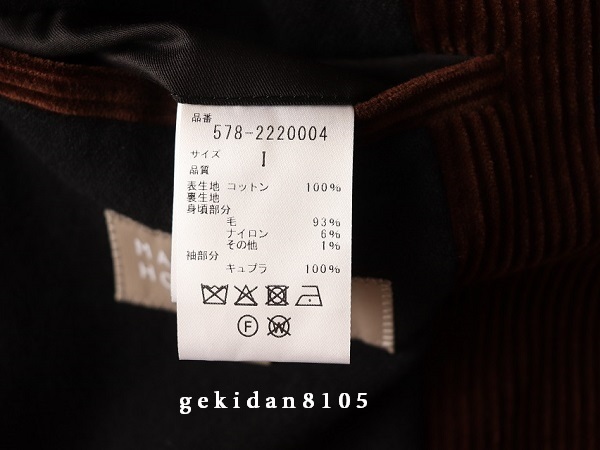 品番
578-2220004
サイズ I
品質
表生地 コットン 100%
裏生地
身頃部分
毛 93%
ナイロン 6%
その他 1%
袖部分
キュプラ 100%
F W
MA
HO
gekidan8105